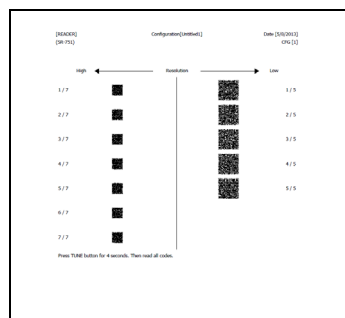 [READER] Configuration[Untitled1] Date [5/8/2013]
(SR-751) CFG [1]
High Resolution Low
1 / 7 1 / 5
2 / 7 2 / 5
3 / 7 3 / 5
4 / 7 4 / 5
5 / 7 5 / 5
6 / 7
7 / 7
Press TUNE button for 4 seconds. Then read all codes.